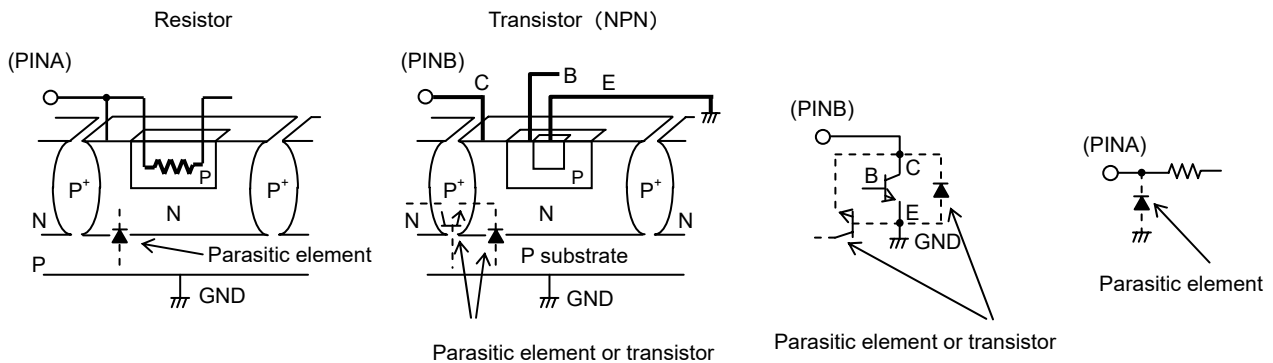 Resistor
(PINA)
P+
P
P+
N
N
P
Parasitic element
GND
Transistor（NPN）
(PINB)
C
B
E
P+
P
P+
N
N
N
P substrate
GND
Parasitic element or transistor
(PINB)
C
B
E
GND
Parasitic element or transistor
(PINA)
Parasitic element